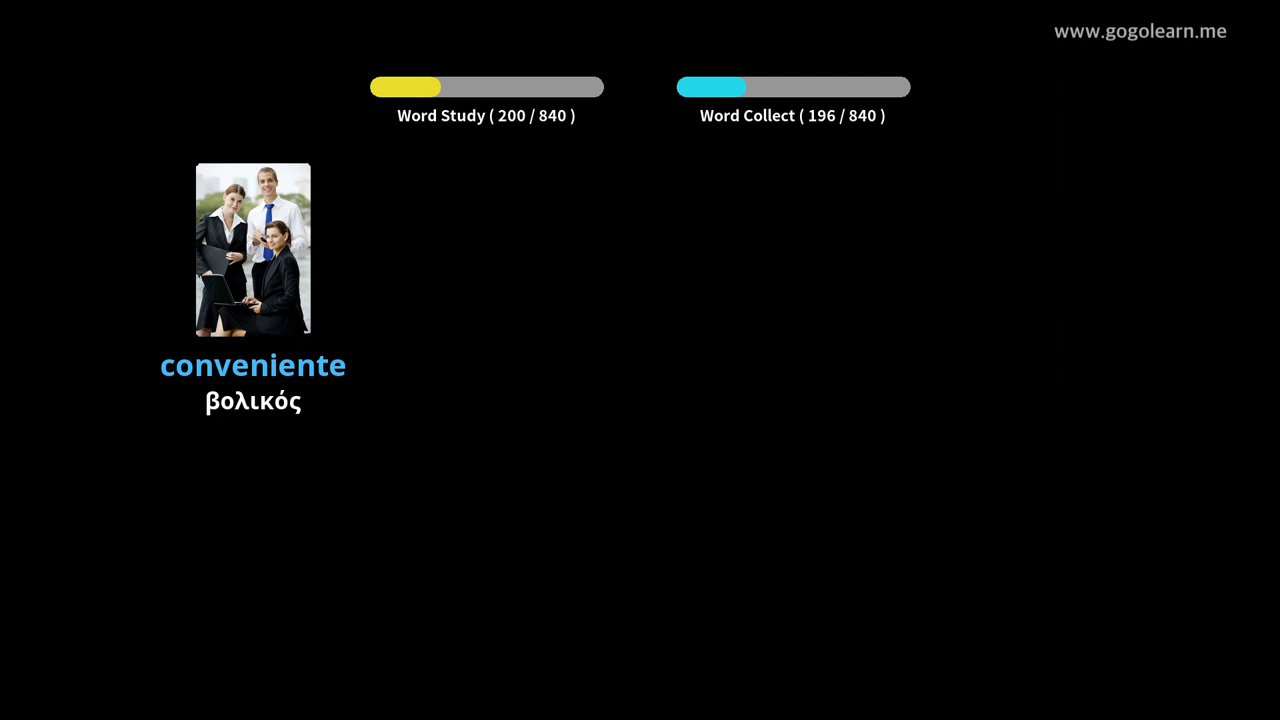 www.gogolearn.me
Word Study ( 200 / 840 )
Word Collect ( 196 / 840 )
conveniente
βολικός